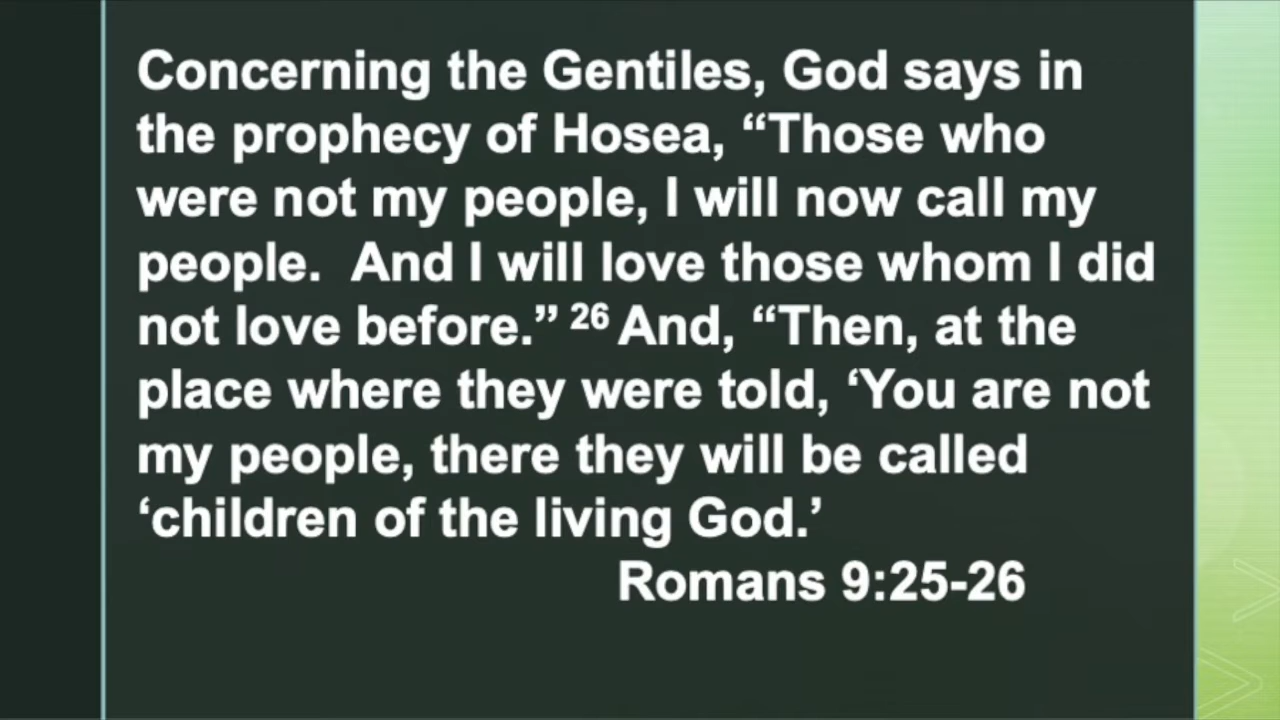 Concerning the Gentiles, God says in
the prophecy of Hosea, “Those who
were not my people, I will now call my
people.  And I will love those whom I did
not love before.” 26 And, “Then, at the
place where they were told, ‘You are not
my people, there they will be called
‘children of the living God.’
Romans 9:25-26